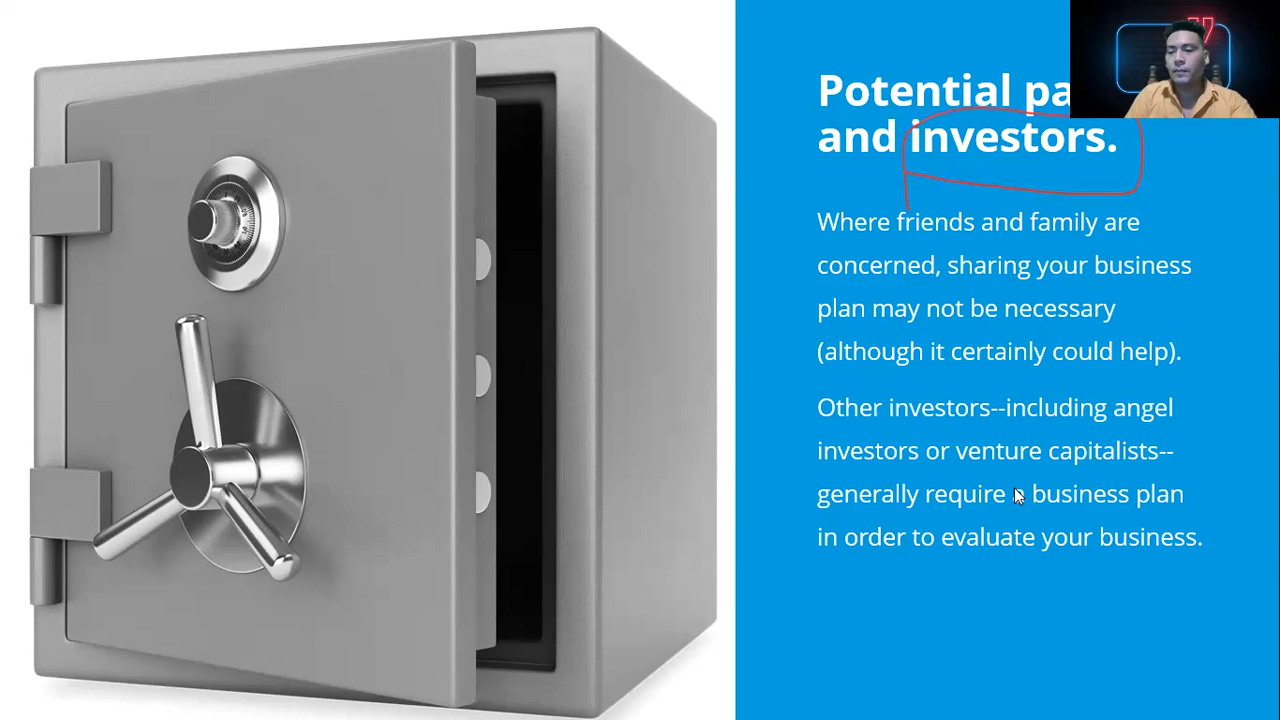 Potential
and investors.
Where friends and family are
concerned, sharing your business
plan may not be necessary
(although it certainly could help).
Other investors--including angel
investors or venture capitalists--
generally require business plan
in order to evaluate your business.